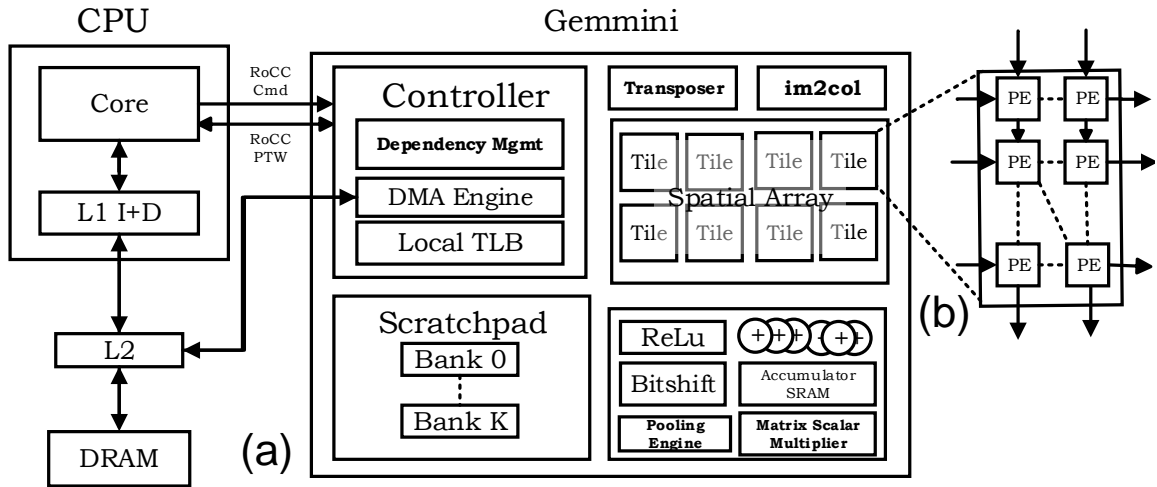 CPU
Gemmini
Core
RoCC
Cmd
RoCC
PTW
Controller
Dependency Mgmt
DMA Engine
Local TLB
L1 I+D
L2
DRAM
Transposer
im2col
Tile Tile Tile Tile
Spatial Array
Tile Tile Tile Tile
PE PE
PE PE
PE PE
(b)
Scratchpad
Bank 0
Bank K
(a)
ReLu
+ + + + +
Bitshift
Accumulator
SRAM
Pooling
Engine
Matrix Scalar
Multiplier